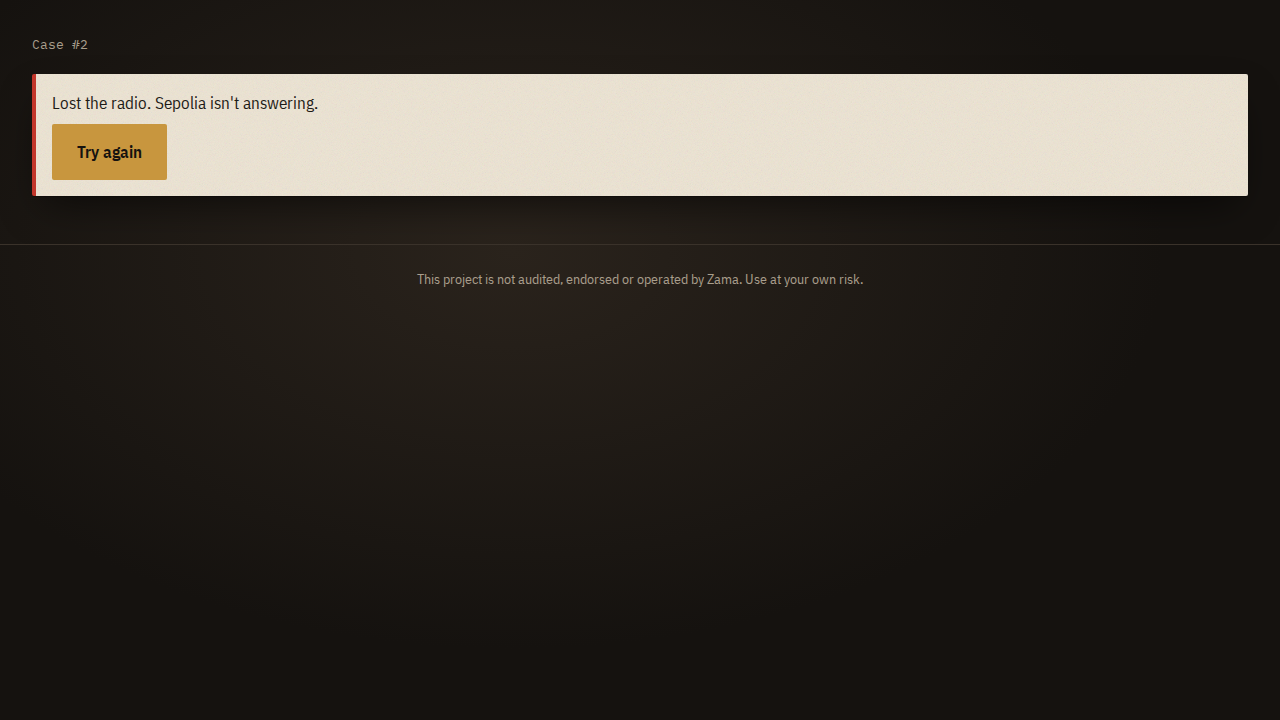 Case #2
Lost the radio. Sepolia isn't answering.
Try again
This project is not audited, endorsed or operated by Zama. Use at your own risk.